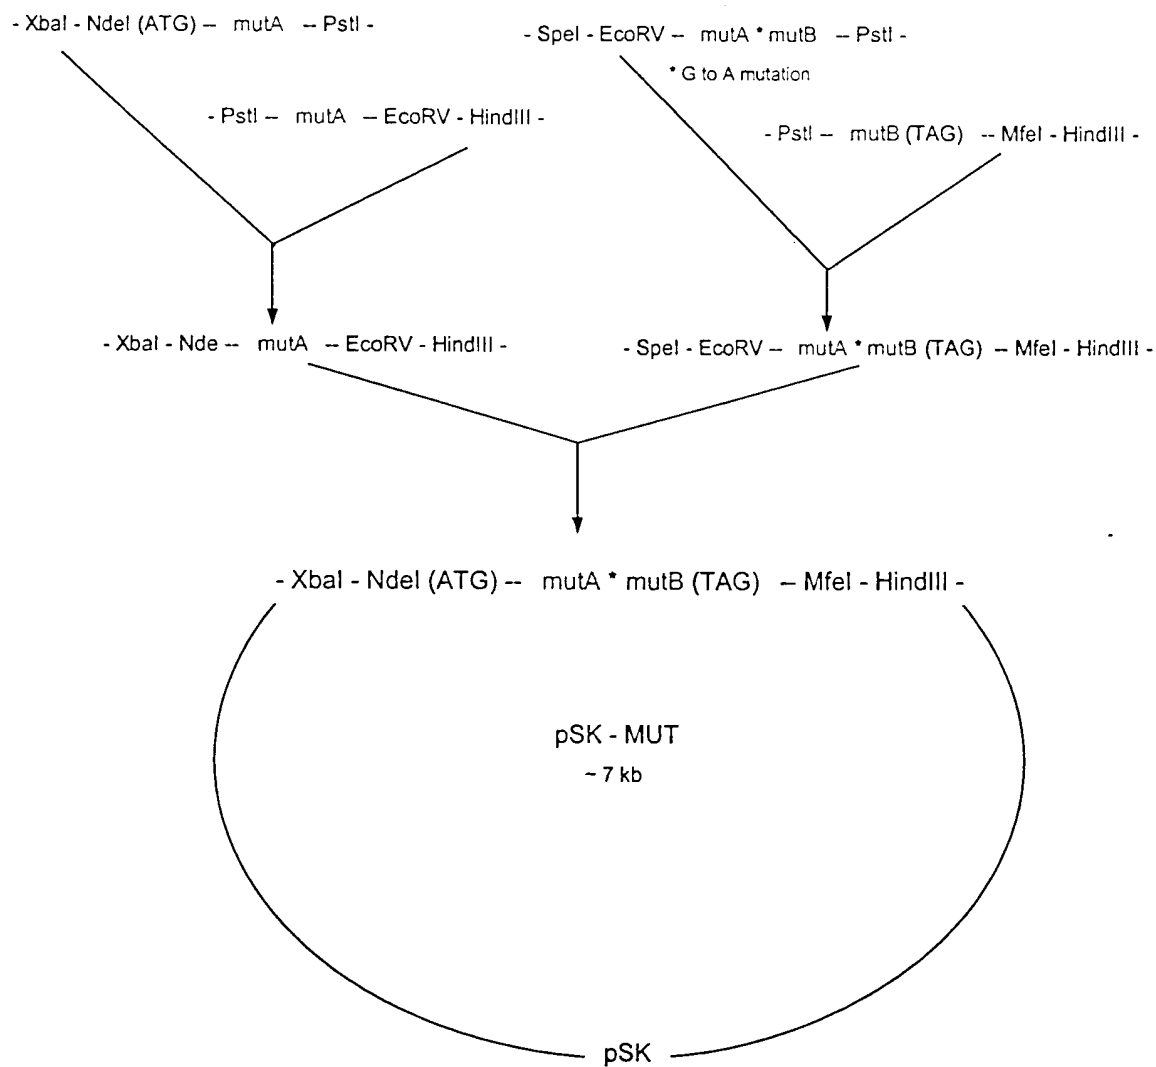 - XbaI - NdeI (ATG) -- mutA -- PstI -
- SpeI - EcoRV -- mutA * mutB -- PstI -
* G to A mutation
- PstI -- mutA -- EcoRV - HindIII -
- PstI -- mutB (TAG) -- MfeI - HindIII -
- XbaI - Nde -- mutA -- EcoRV - HindIII -
- SpeI - EcoRV -- mutA * mutB (TAG) -- MfeI - HindIII -
- XbaI - NdeI (ATG) -- mutA * mutB (TAG) -- MfeI - HindIII -
pSK - MUT
~ 7 kb
pSK